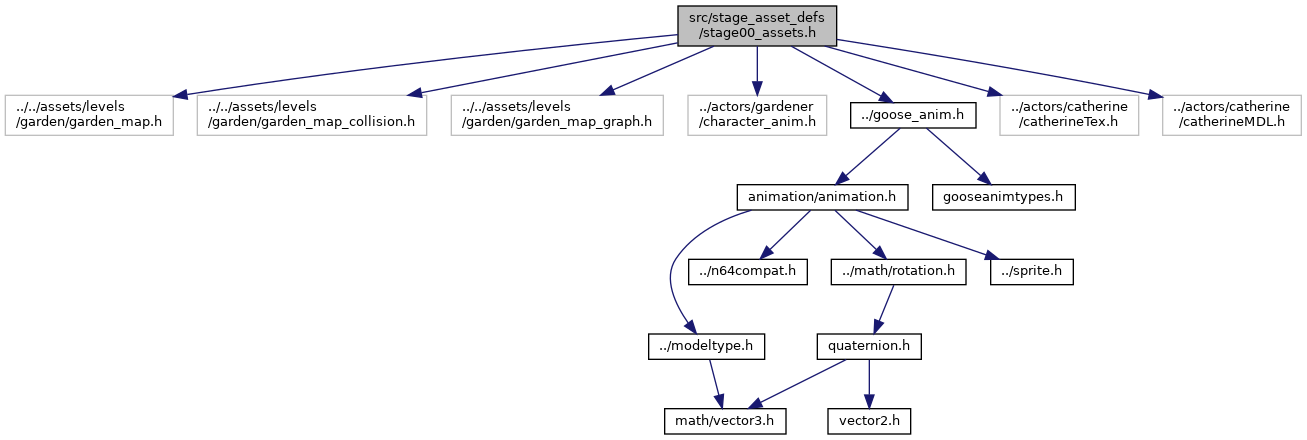 src/stage_asset_defs
/stage00_assets.h
../../assets/levels
/garden/garden_map.h
../../assets/levels
/garden/garden_map_collision.h
../../assets/levels
/garden/garden_map_graph.h
../actors/gardener
/character_anim.h
../goose_anim.h
../actors/catherine
/catherineTex.h
../actors/catherine
/catherineMDL.h
animation/animation.h
gooseanimtypes.h
../n64compat.h
../math/rotation.h
../sprite.h
../modeltype.h
quaternion.h
math/vector3.h
vector2.h